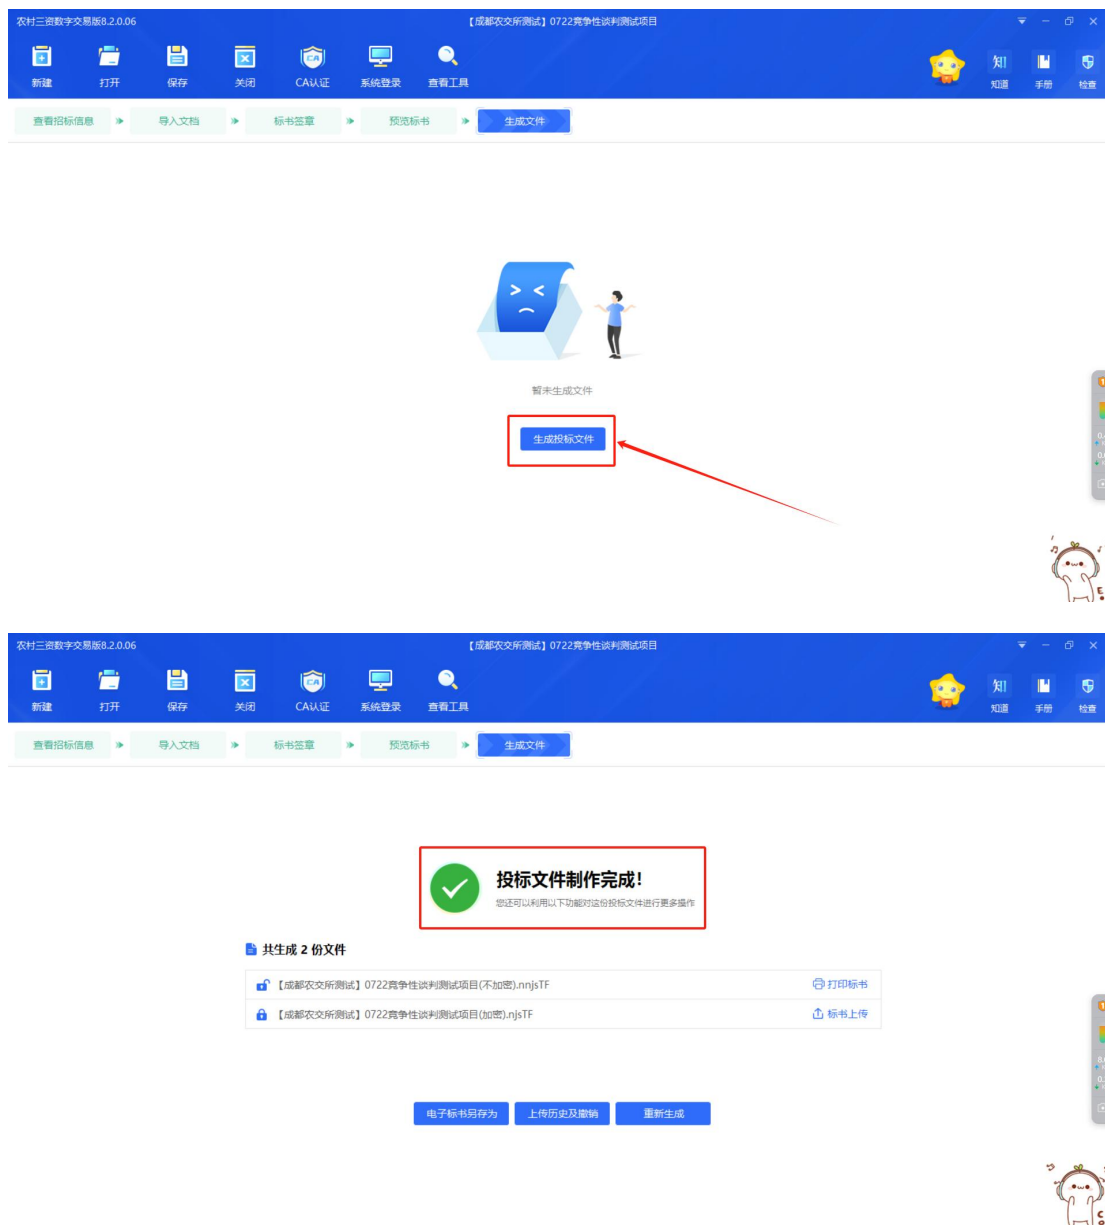 农村三资数字交易版8.2.0.06 【成都农交所测试】0722竞争性谈判测试项目
新建 打开 保存 关闭 CA认证 系统登录 查看工具 知道 手册 检查
查看招标信息 导入文档 标书签章 预览标书 生成文件
暂未生成文件
生成投标文件
农村三资数字交易版8.2.0.06 【成都农交所测试】0722竞争性谈判测试项目
新建 打开 保存 关闭 CA认证 系统登录 查看工具 知道 手册 检查
查看招标信息 导入文档 标书签章 预览标书 生成文件
投标文件制作完成!
您还可以利用以下功能对这份投标文件进行更多操作
共生成 2 份文件
【成都农交所测试】0722竞争性谈判测试项目(不加密).nnjsTF 打印标书
【成都农交所测试】0722竞争性谈判测试项目(加密).njsTF 标书上传
电子标书另存为 上传历史及撤销 重新生成